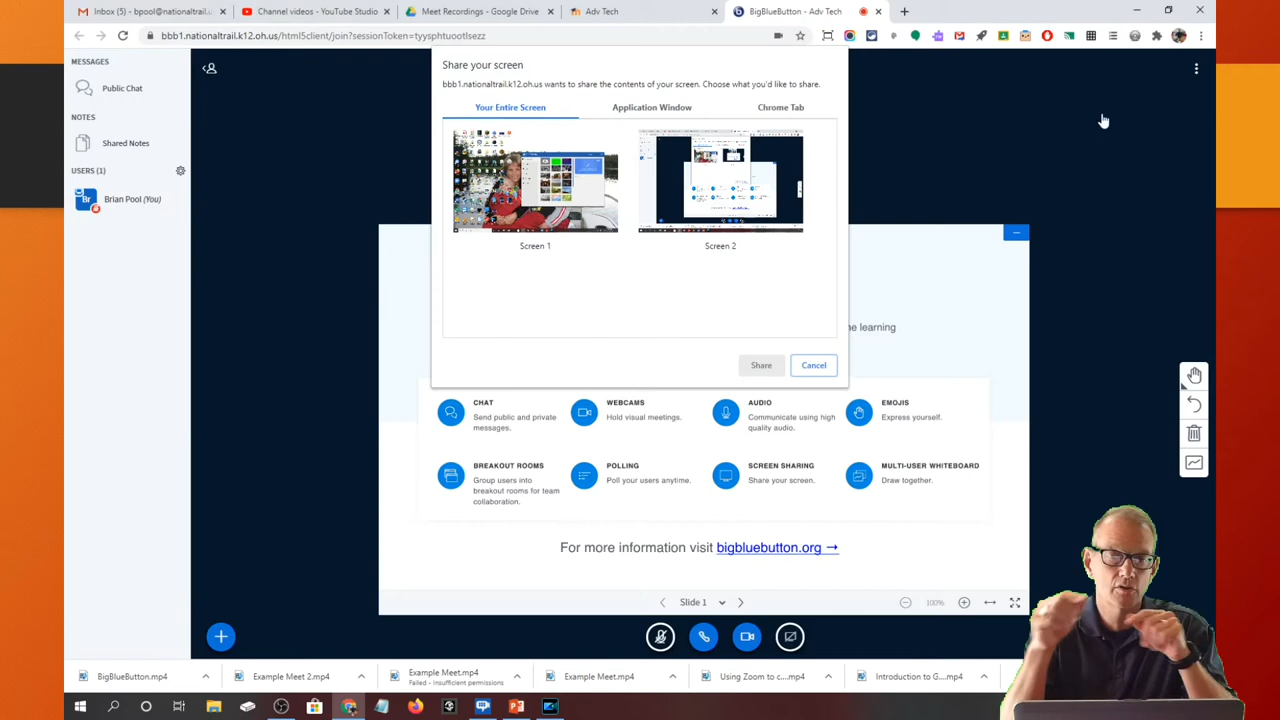 Inbox (3) - bpool@nationaltrail.
Channel videos - YouTube Studio
Meet Recordings - Google Drive
Adv Tech
BigBlueButton - Adv Tech
bbb1.nationaltrail.k12.oh.us/html5client/join?sessionToken=tyysphtuootlsezz
MESSAGES
Public Chat
NOTES
Shared Notes
USERS (1)
Br
Brian Pool (You)
Share your screen
bbb1.nationaltrail.k12.oh.us wants to share the contents of your screen. Choose what you'd like to share.
Your Entire Screen
Application Window
Chrome Tab
Screen 1
Screen 2
Share
Cancel
ne learning
CHAT
Send public and private
messages.
WEBCAMS
Hold visual meetings.
AUDIO
Communicate using high
quality audio.
EMOJIS
Express yourself.
BREAKOUT ROOMS
Group users into
breakout rooms for team
collaboration.
POLLING
Poll your users anytime.
SCREEN SHARING
Share your screen.
MULTI-USER WHITEBOARD
Draw together.
For more information visit bigbluebutton.org →
Slide 1
100%
BigBlueButton.mp4
Example Meet 2.mp4
Example Meet.mp4
Failed - Insufficient permissions
Example Meet.mp4
Using Zoom to c....mp4
Introduction to G....mp4